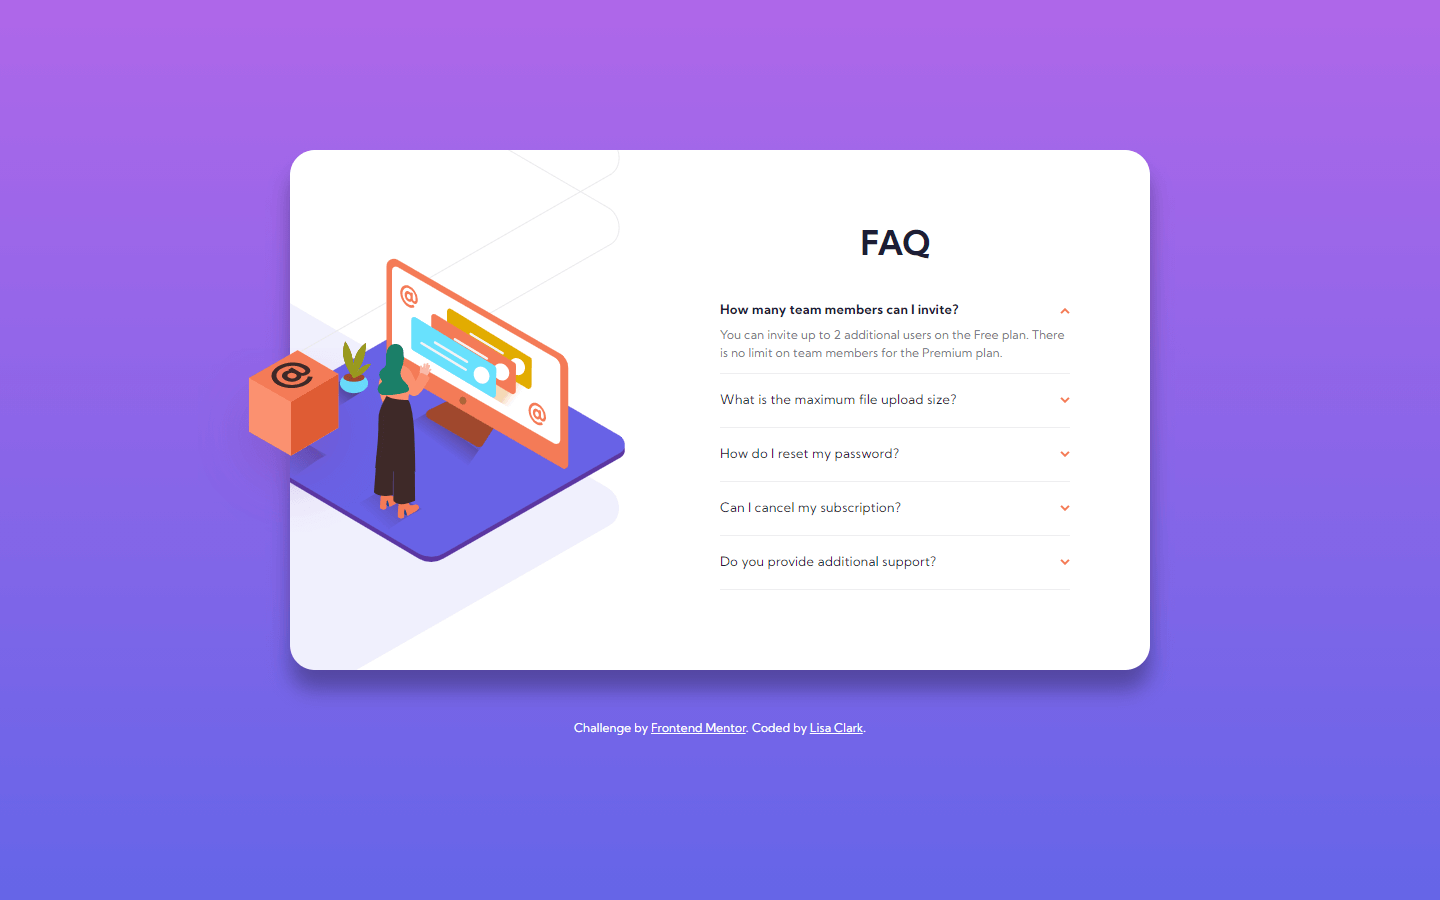 FAQ
How many team members can I invite?
You can invite up to 2 additional users on the Free plan. There
is no limit on team members for the Premium plan.
What is the maximum file upload size?
How do I reset my password?
Can I cancel my subscription?
Do you provide additional support?
@
@
@
Challenge by Frontend Mentor. Coded by Lisa Clark.